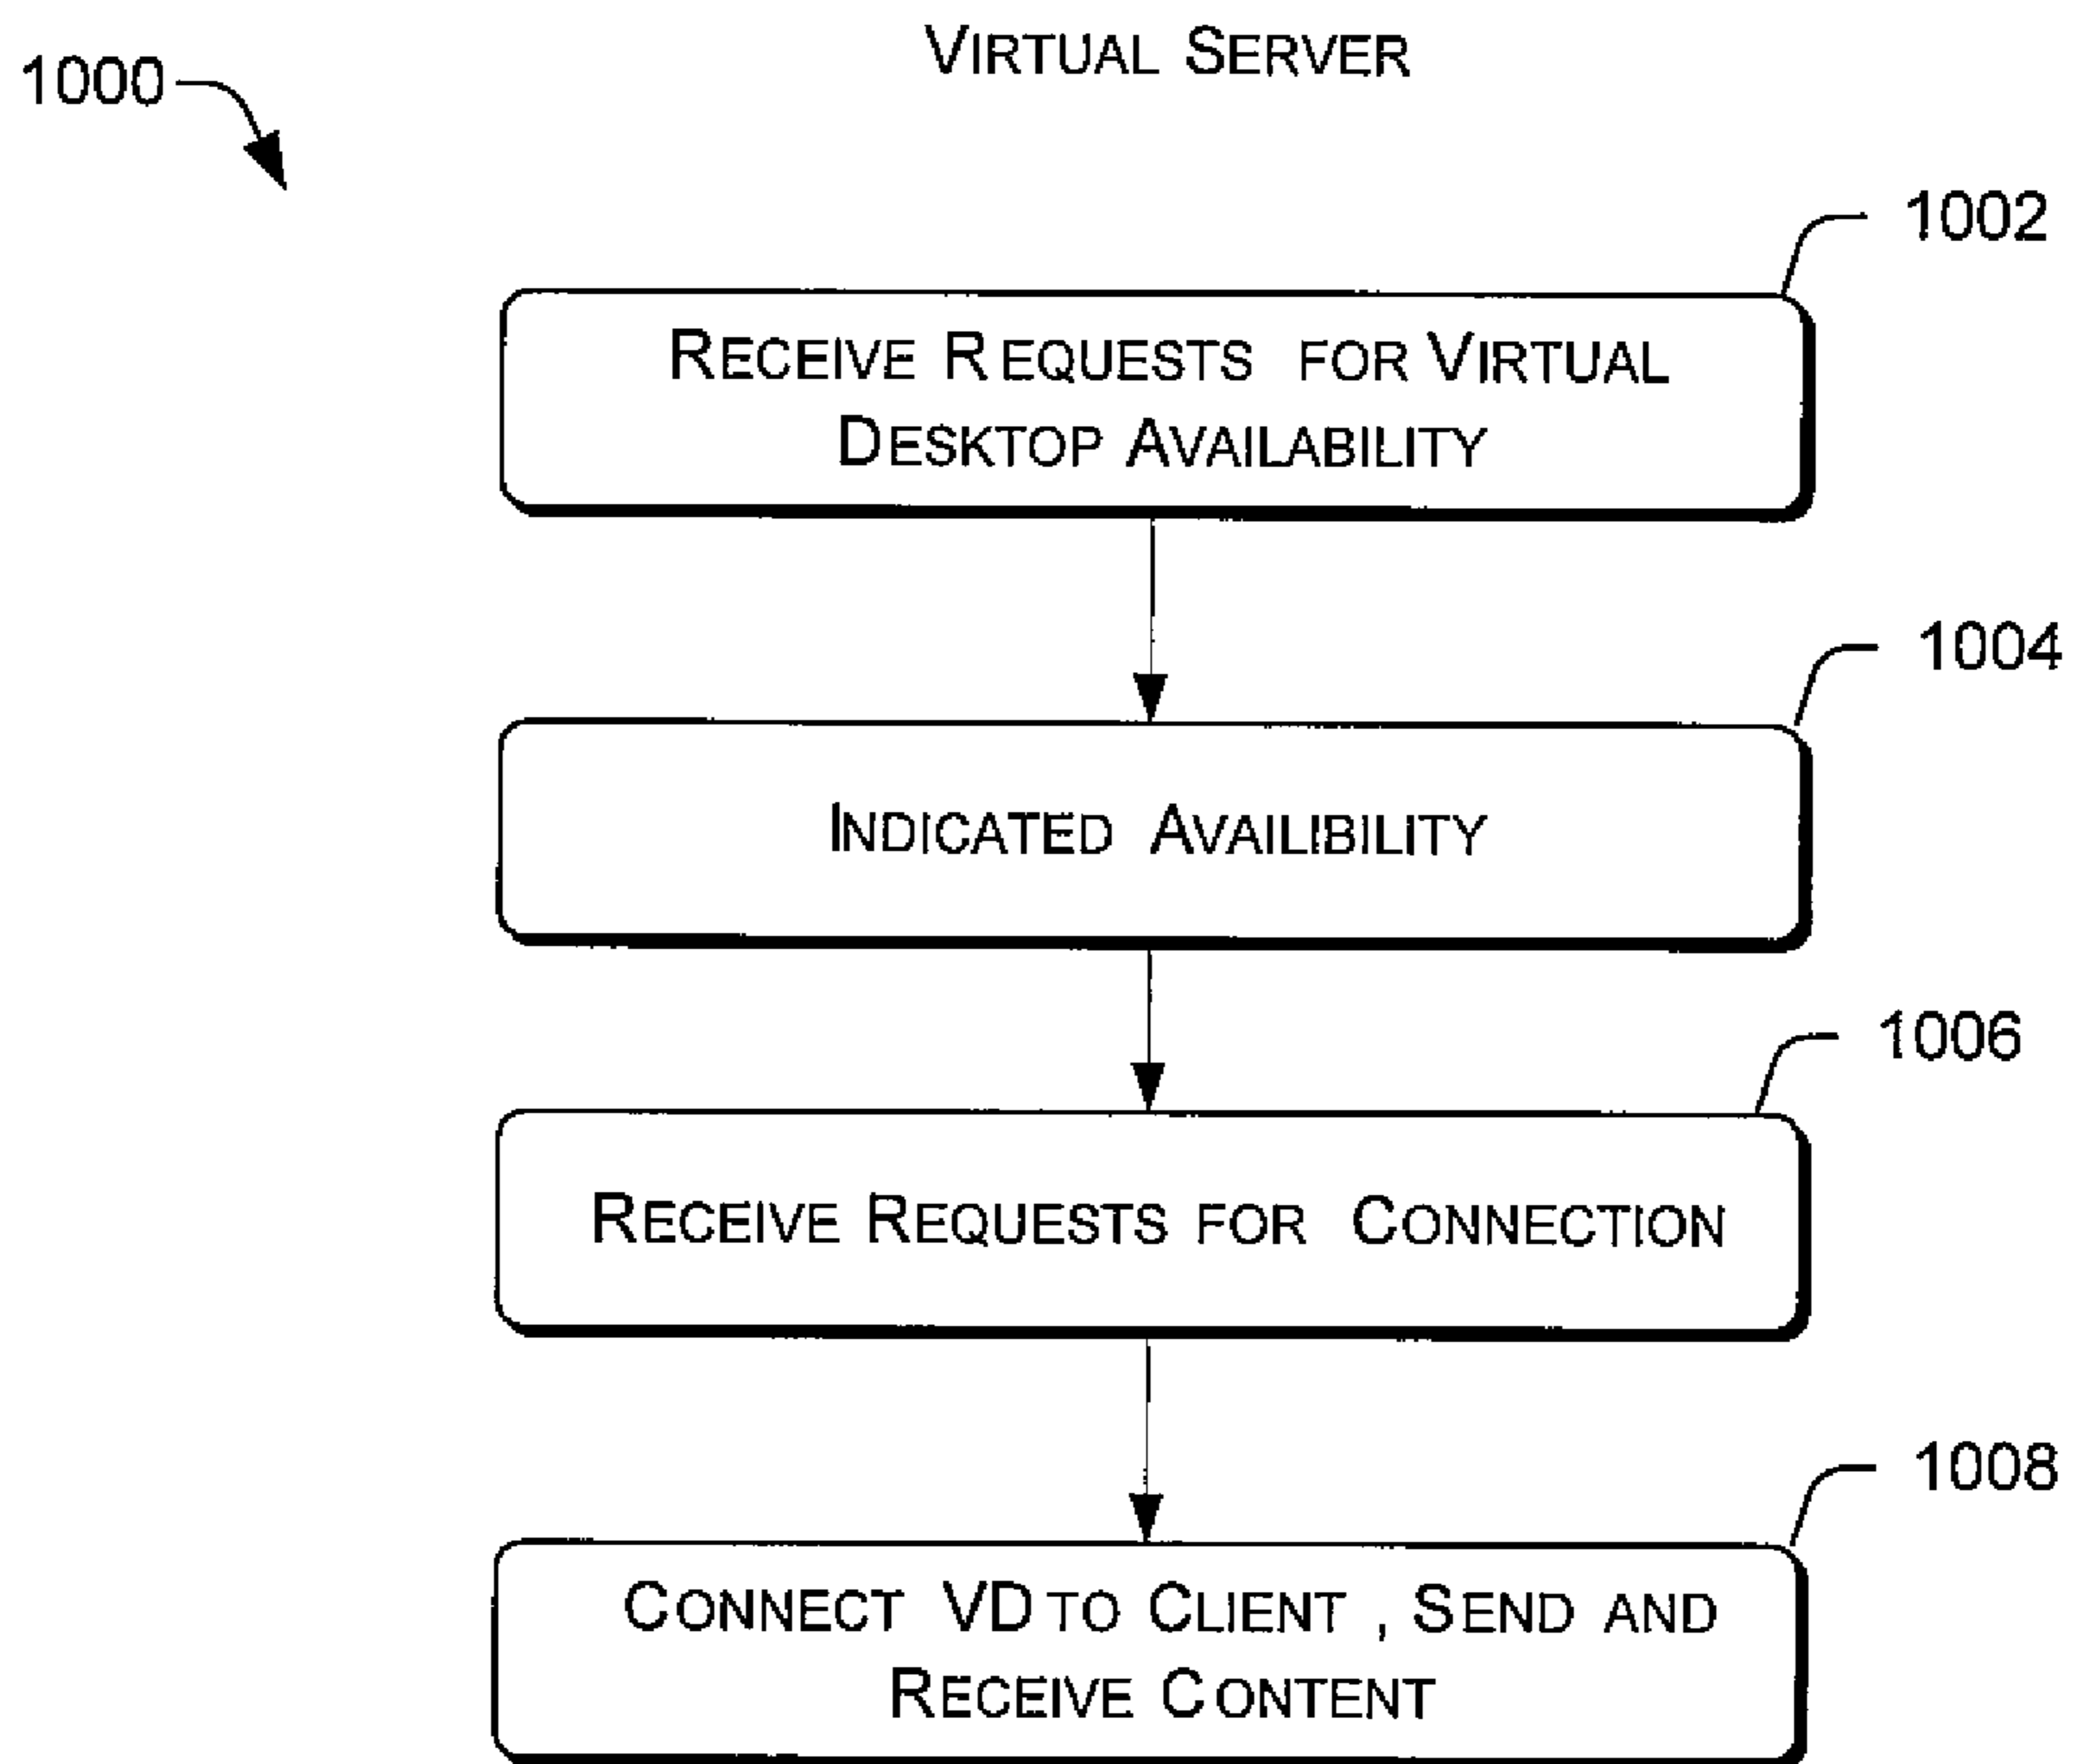 VIRTUAL SERVER
1000
1002
RECEIVE REQUESTS FOR VIRTUAL
DESKTOP AVAILABILITY
1004
INDICATED AVAILIBILITY
1006
RECEIVE REQUESTS FOR CONNECTION
1008
CONNECT VD TO CLIENT , SEND AND
RECEIVE CONTENT